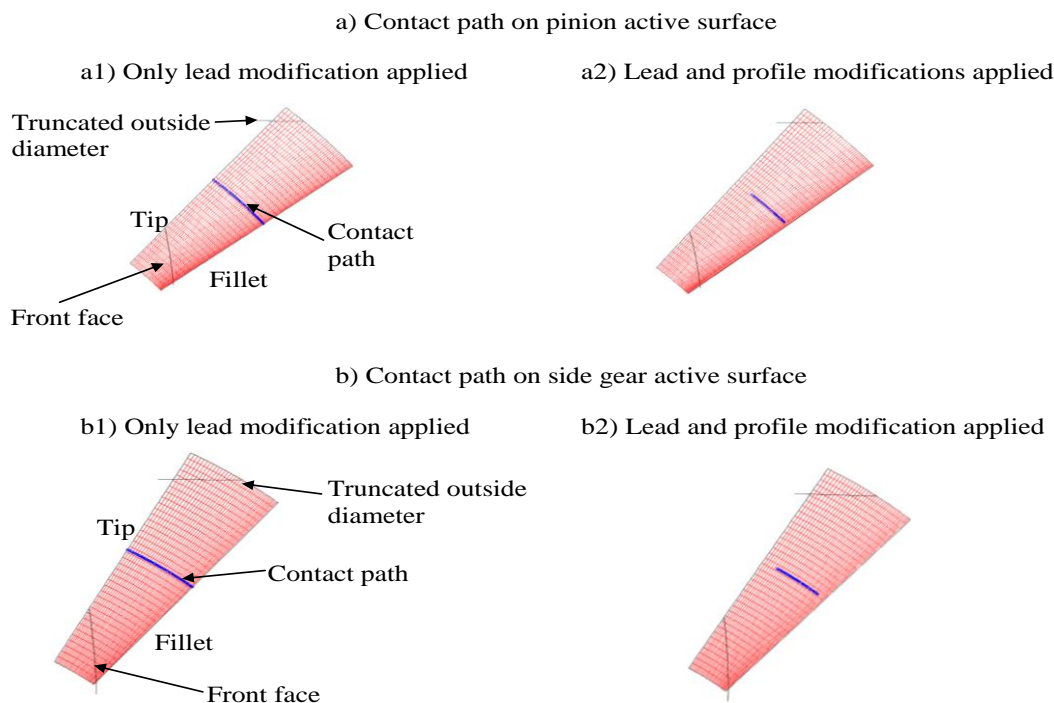 a) Contact path on pinion active surface
a1) Only lead modification applied
a2) Lead and profile modifications applied
Truncated outside
diameter
Tip
Contact
path
Fillet
Front face
b) Contact path on side gear active surface
b1) Only lead modification applied
b2) Lead and profile modification applied
Truncated outside
diameter
Tip
Contact path
Fillet
Front face